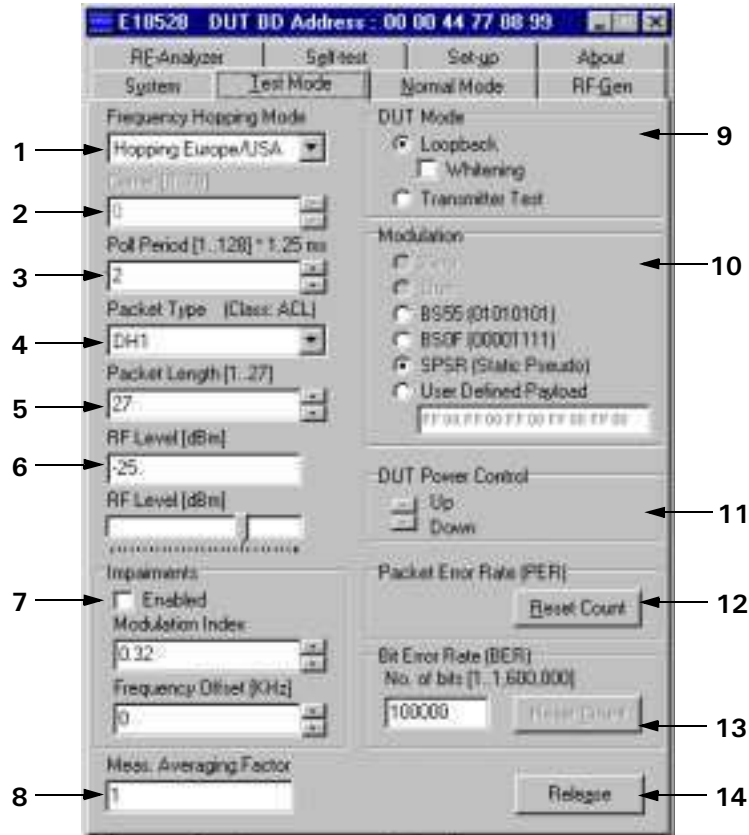 E1852B DUT BD Address : 00 00 44 77 08 99
RF-Analyzer Self-test Set-up About
System Test Mode Normal Mode RF-Gen
Frequency Hopping Mode
1
Hopping Europe/USA
2
0
Poll Period [1..128] * 1.25 ms
3
2
Packet Type (Class: ACL)
4
DH1
Packet Length [1..27]
5
27
RF Level [dBm]
6
-25
RF Level [dBm]
Impairments
7
Enabled
Modulation Index
0.32
Frequency Offset [KHz]
0
Meas. Averaging Factor
8
1
DUT Mode
9
Loopback
Whitening
Transmitter Test
Modulation
10
BS55 (01010101)
BS0F (00001111)
SPSR (Static Pseudo)
User Defined Payload
FF 00 FF 00 FF 00 FF 00 FF 00
DUT Power Control
Up
11
Down
Packet Error Rate (PER)
Reset Count
12
Bit Error Rate (BER)
No. of bits [1..1,600,000]
100000
Reset Count
13
Release
14